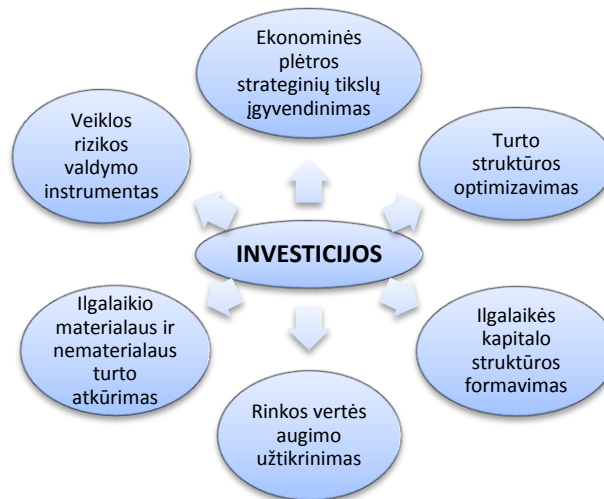 Ekonominės
plėtros
strateginių tikslų
įgyvendinimas
Veiklos
rizikos
valdymo
instrumentas
Turto
struktūros
optimizavimas
INVESTICIJOS
Ilgalaikio
materialaus ir
nematerialaus
turto
atkūrimas
Ilgalaikės
kapitalo
struktūros
formavimas
Rinkos vertės
augimo
užtikrinimas